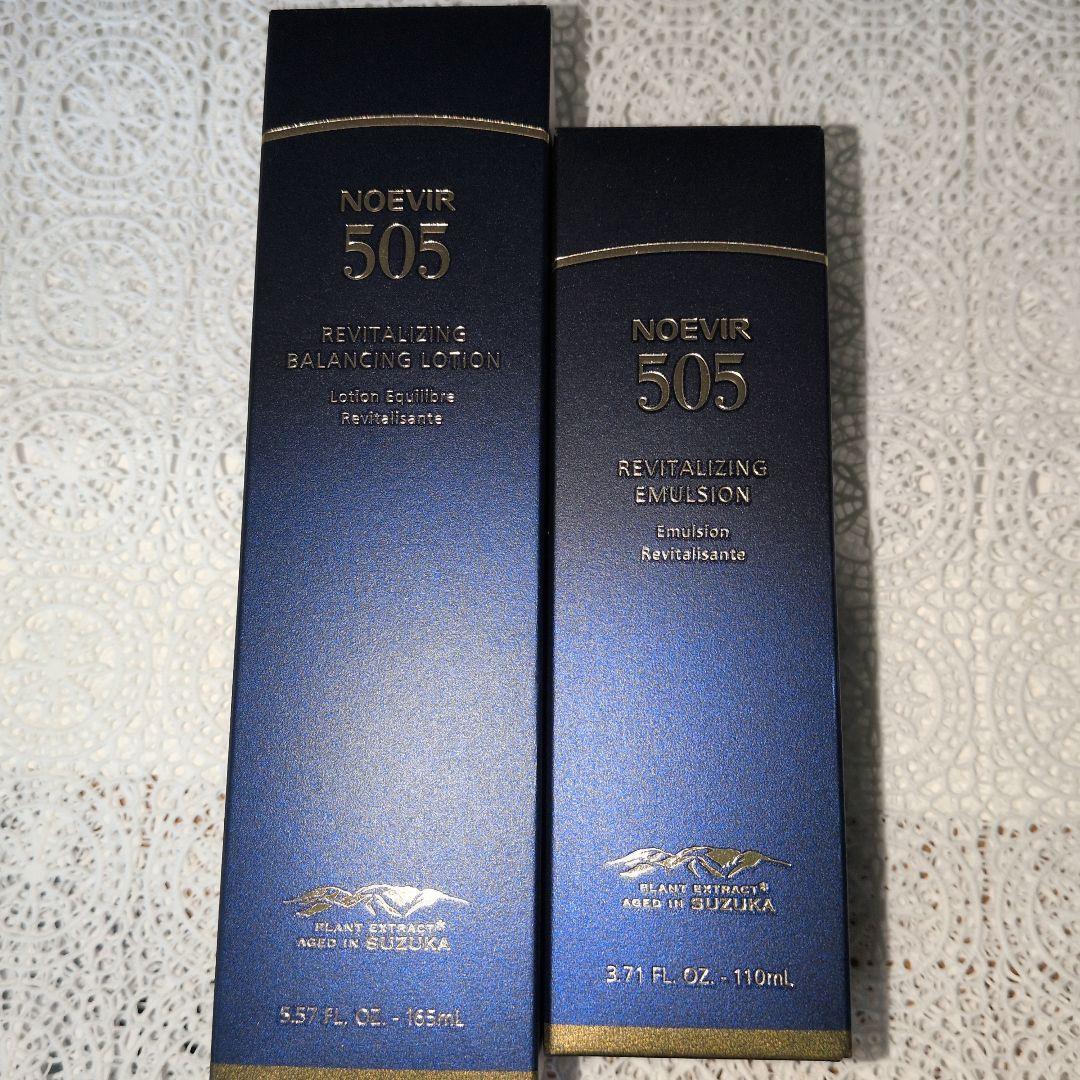 NOEVIR
505
REVITALIZING
BALANCING LOTION
Lotion Equilibre
Revitalisante
PLANT EXTRACT*
AGED IN SUZUKA
5.57 FL. OZ. - 165mL
NOEVIR
505
REVITALIZING
EMULSION
Emulsion
Revitalisante
PLANT EXTRACT*
AGED IN SUZUKA
3.71 FL. OZ. - 110mL